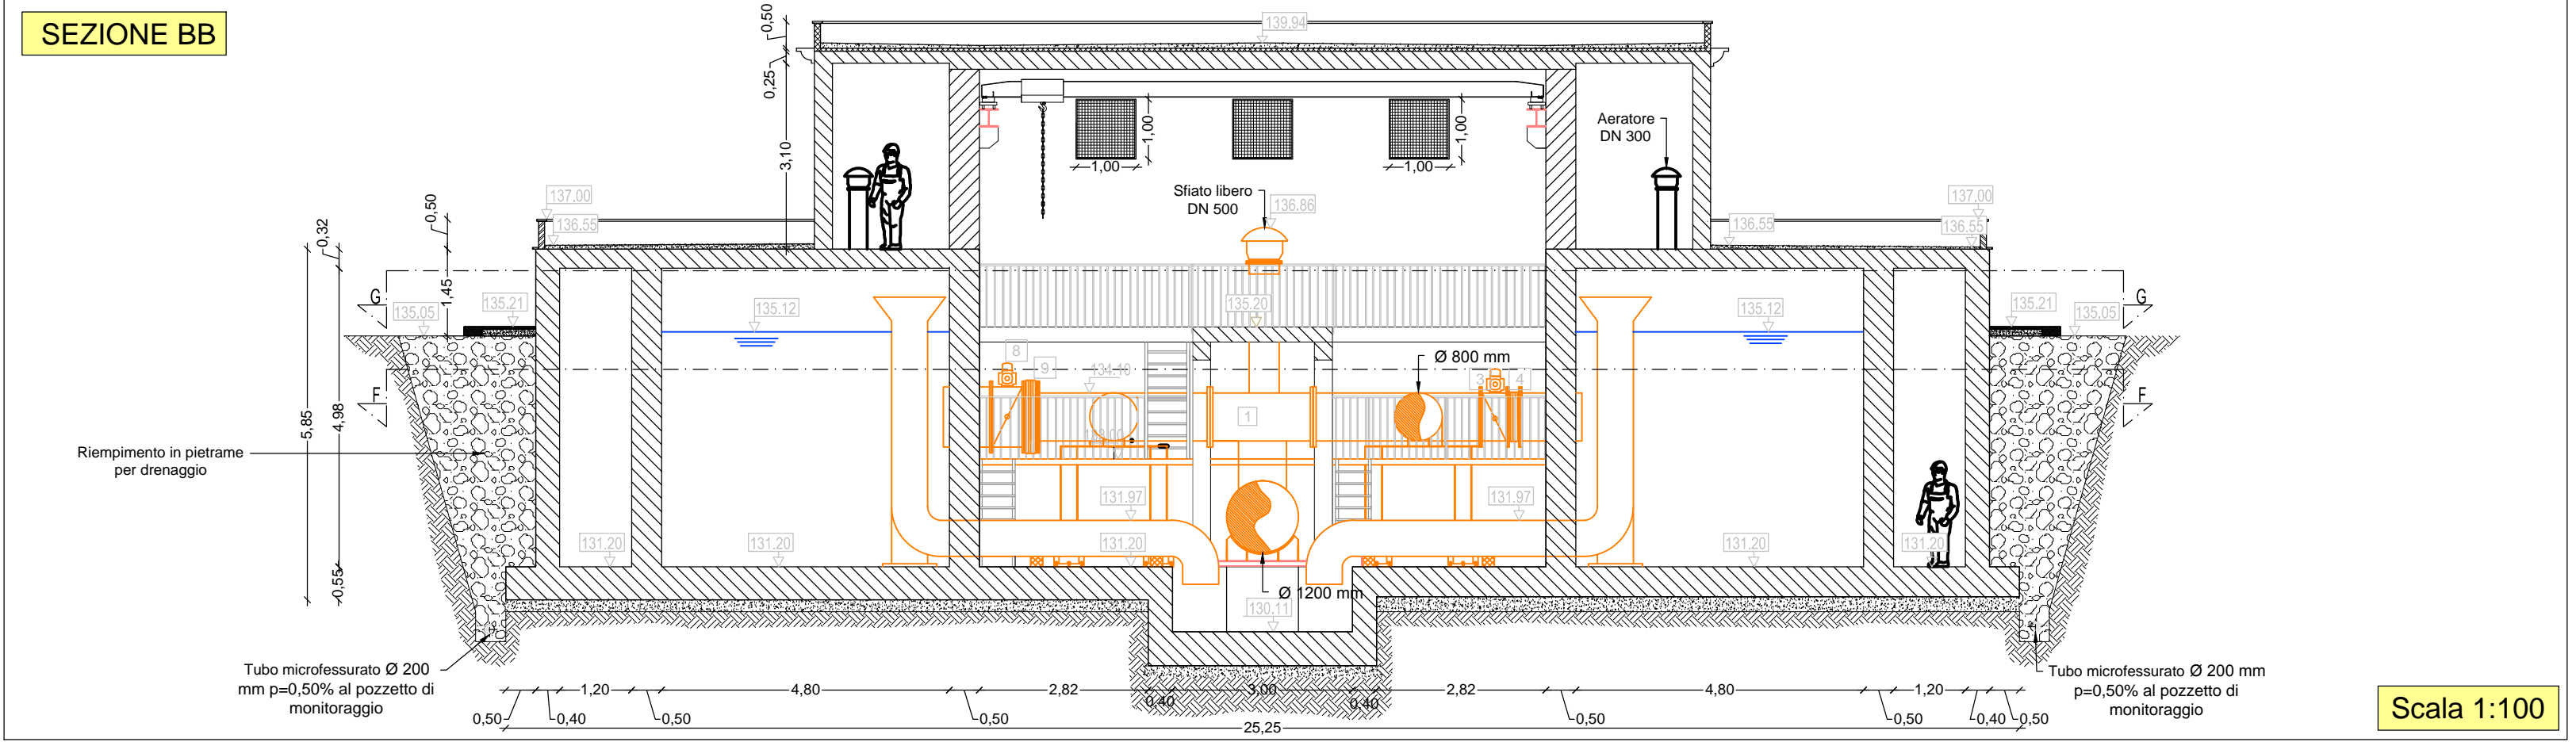 SEZIONE BB
0,50
139,94
0,25
3,10
1,00
1,00
1,00
1,00
Aeratore
DN 300
Sfiato libero
DN 500
136.86
137,00
136.55
0,50
0,32
137,00
136.55
136.55
G
135,05
135.21
1,45
135.12
135.20
135.12
135.21
135.05
G
8
9
134.10
Ø 800 mm
3
4
1
F
F
5,85
4,98
Riempimento in pietrame
per drenaggio
131.97
131.97
131.20
131.20
131,20
131.20
131.20
0,55
Ø 1200 mm
130.11
Tubo microfessurato Ø 200
mm p=0,50% al pozzetto di
monitoraggio
Tubo microfessurato Ø 200 mm
p=0,50% al pozzetto di
monitoraggio
1,20
4,80
2,82
3,00
2,82
4,80
1,20
0,40
0,40
0,50
0,40
0,50
0,50
0,50
0,50
0,40
0,50
25,25
Scala 1:100